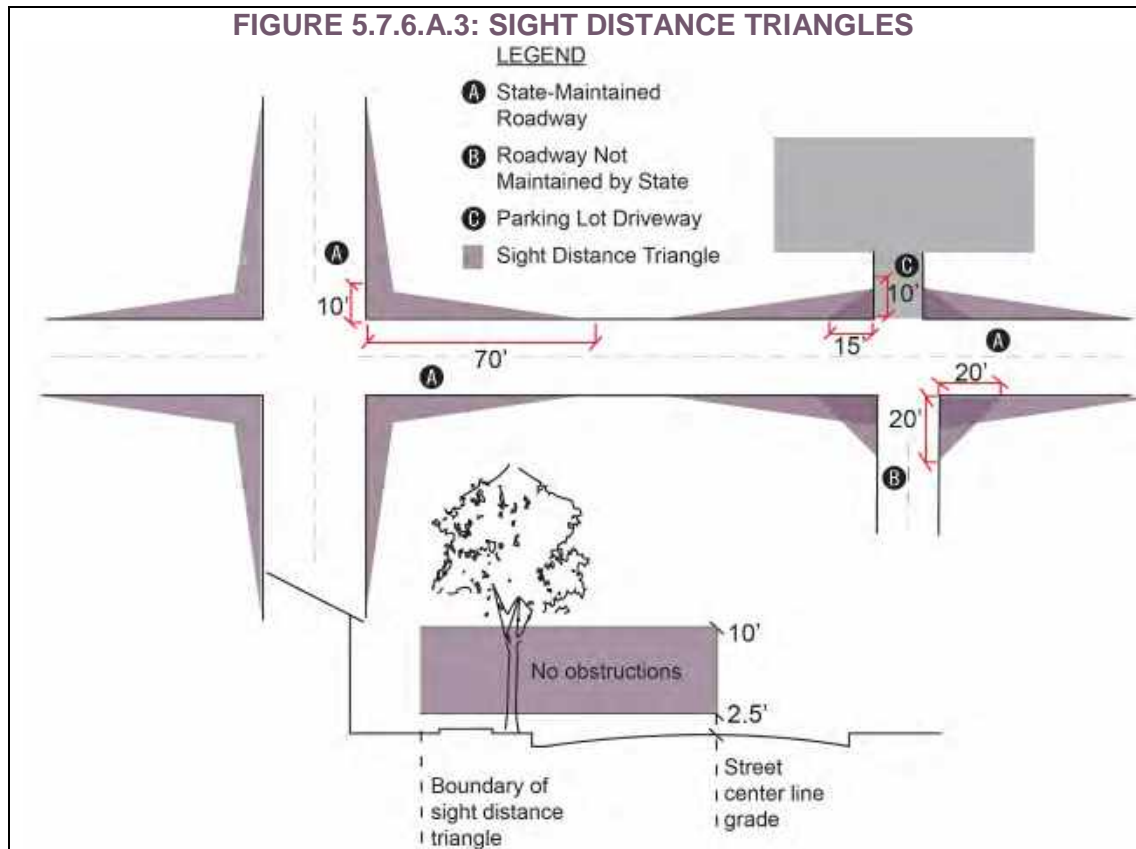 FIGURE 5.7.6.A.3: SIGHT DISTANCE TRIANGLES
LEGEND
A State-Maintained
Roadway
B Roadway Not
Maintained by State
C Parking Lot Driveway
Sight Distance Triangle
A
10'
70'
A
C
10'
15'
A
20'
20'
B
10'
No obstructions
2.5'
Boundary of
sight distance
triangle
Street
center line
grade